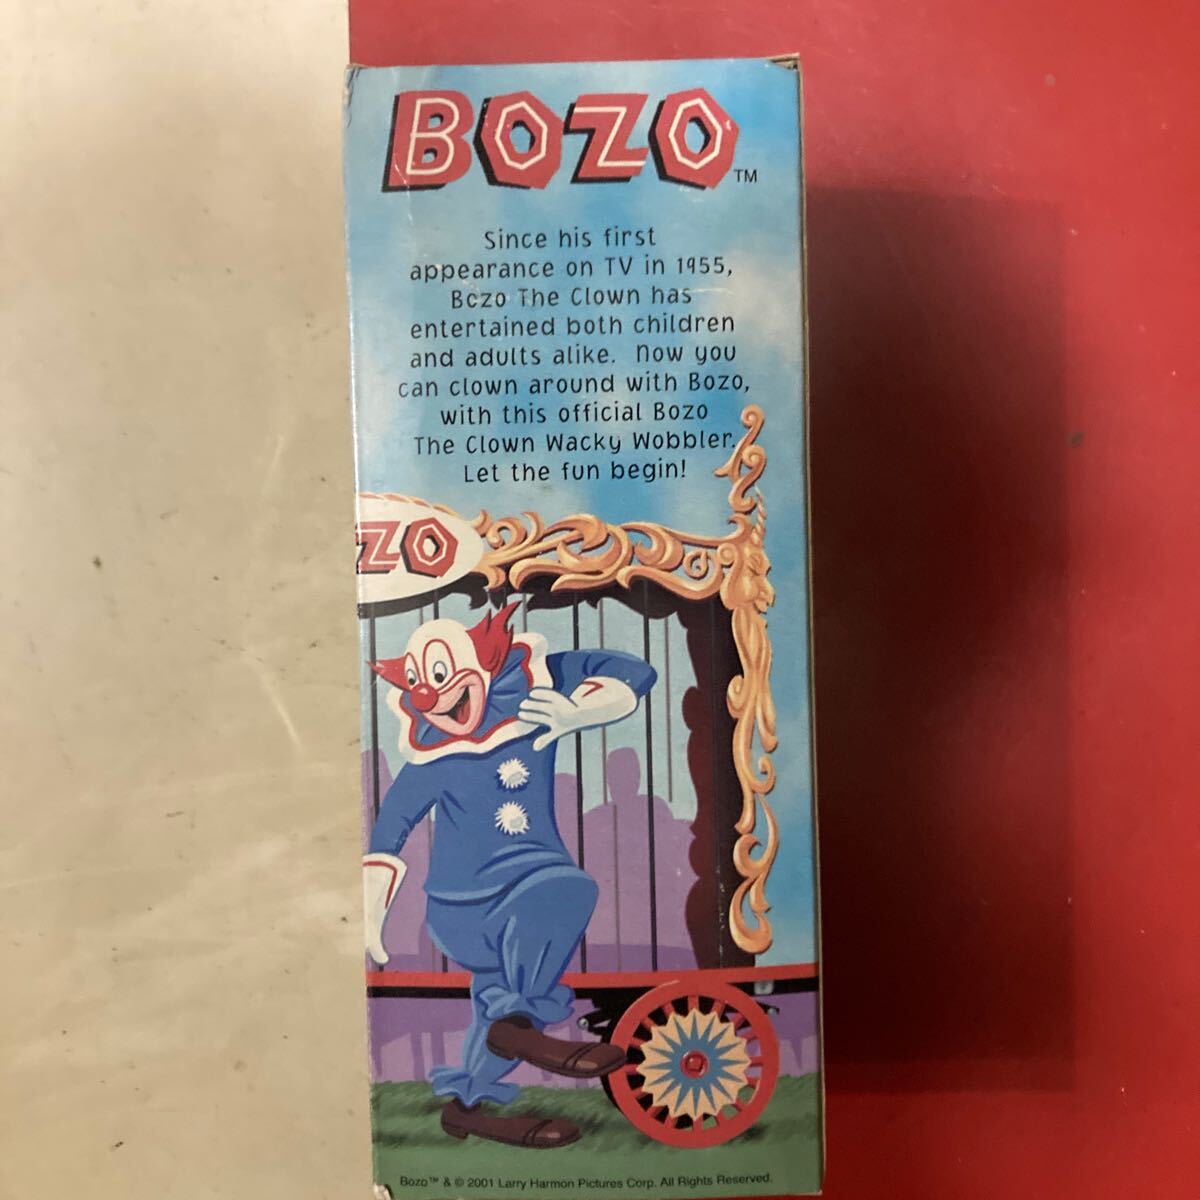 BOZO™
Since his first
appearance on TV in 1955,
Bozo The Clown has
entertained both children
and adults alike. Now you
can clown around with Bozo,
with this official Bozo
The Clown Wacky Wobbler.
Let the fun begin!
ZO
Bozo™ & © 2001 Larry Harmon Pictures Corp. All Rights Reserved.